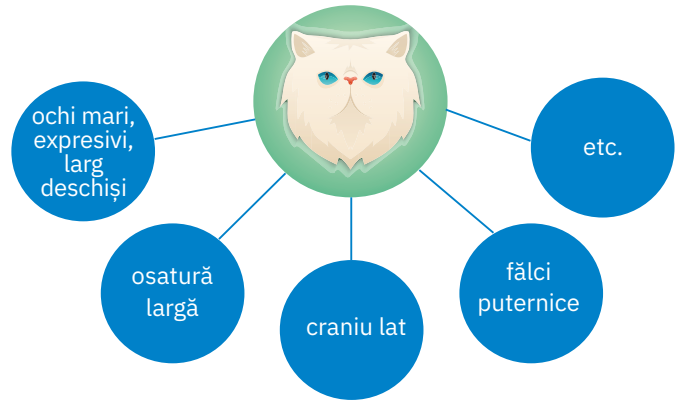 ochi mari,
expresivi,
larg
deschiși
osatură
largă
craniu lat
fălci
puternice
etc.